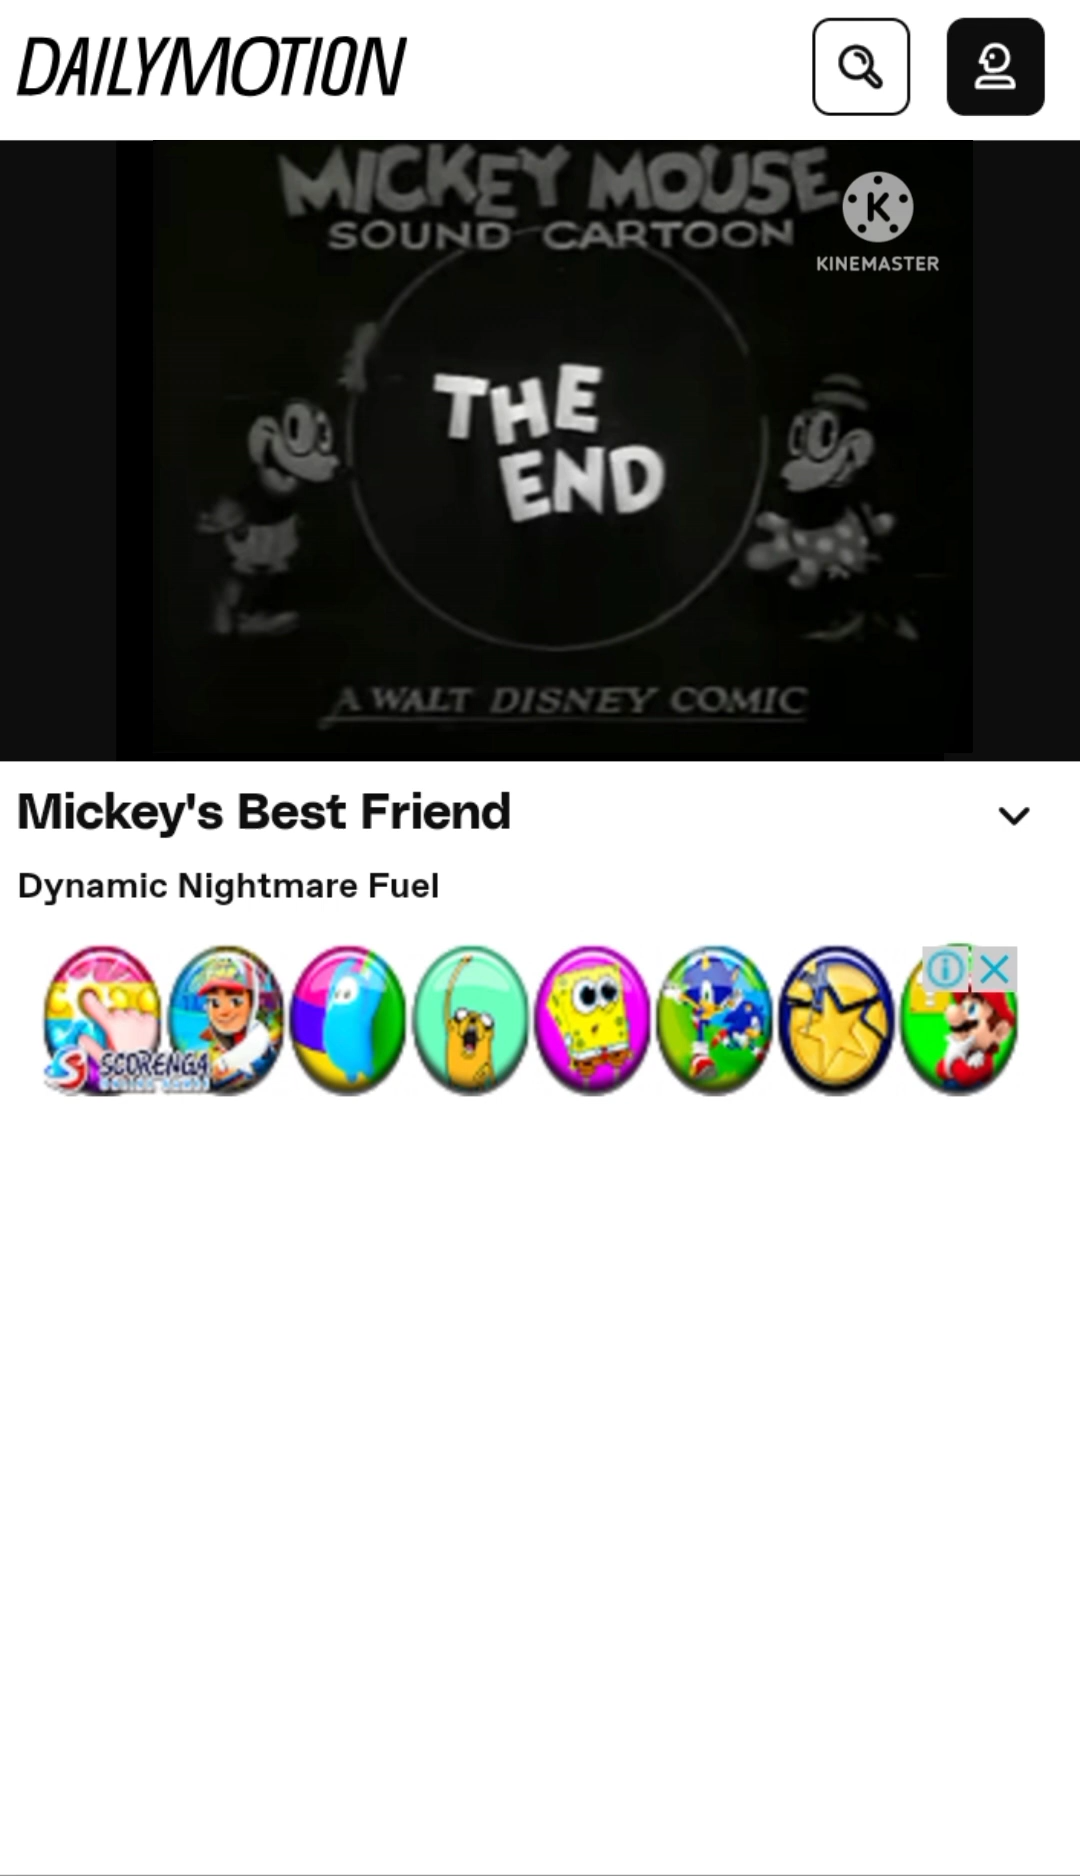 DAILYMOTION
MICKEY MOUSE
SOUND CARTOON
K
KINEMASTER
THE
END
A WALT DISNEY COMIC
Mickey's Best Friend
Dynamic Nightmare Fuel
SCORENGA